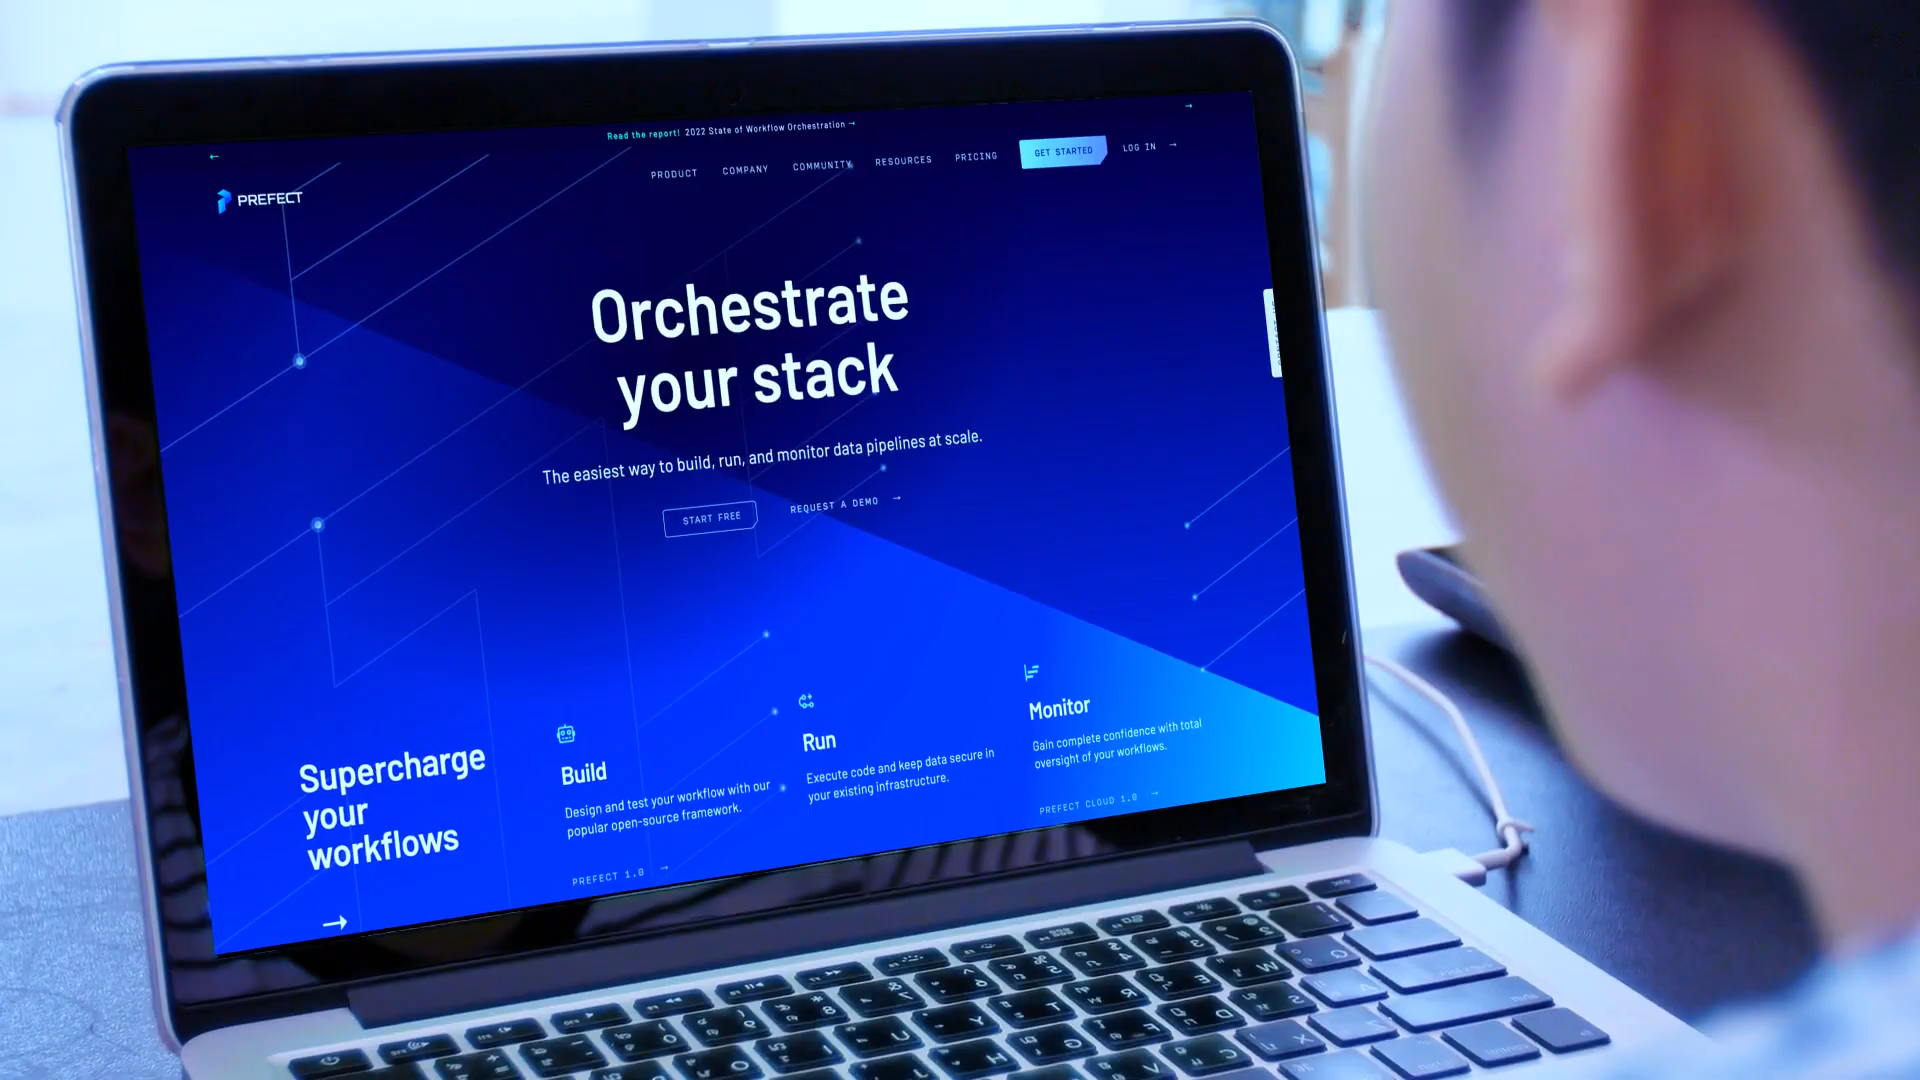 Read the report! 2022 State of Workflow Orchestration →
PREFECT
PRODUCT COMPANY COMMUNITY RESOURCES PRICING GET STARTED LOG IN →
Orchestrate
your stack
The easiest way to build, run, and monitor data pipelines at scale.
START FREE REQUEST A DEMO →
Supercharge
your
workflows
→
Build
Design and test your workflow with our
popular open-source framework.
PREFECT 1.0 →
Run
Execute code and keep data secure in
your existing infrastructure.
Monitor
Gain complete confidence with total
oversight of your workflows.
PREFECT CLOUD 1.0 →